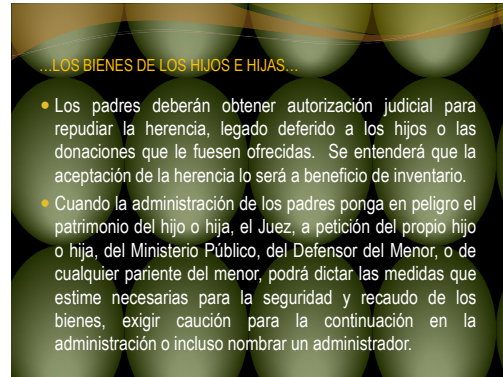 …LOS BIENES DE LOS HIJOS E HIJAS…
• Los padres deberán obtener autorización judicial para
repudiar la herencia, legado deferido a los hijos o las
donaciones que le fuesen ofrecidas. Se entenderá que la
aceptación de la herencia lo será a beneficio de inventario.
• Cuando la administración de los padres ponga en peligro el
patrimonio del hijo o hija, el Juez, a petición del propio hijo
o hija, del Ministerio Público, del Defensor del Menor, o de
cualquier pariente del menor, podrá dictar las medidas que
estime necesarias para la seguridad y recaudo de los
bienes, exigir caución para la continuación en la
administración o incluso nombrar un administrador.